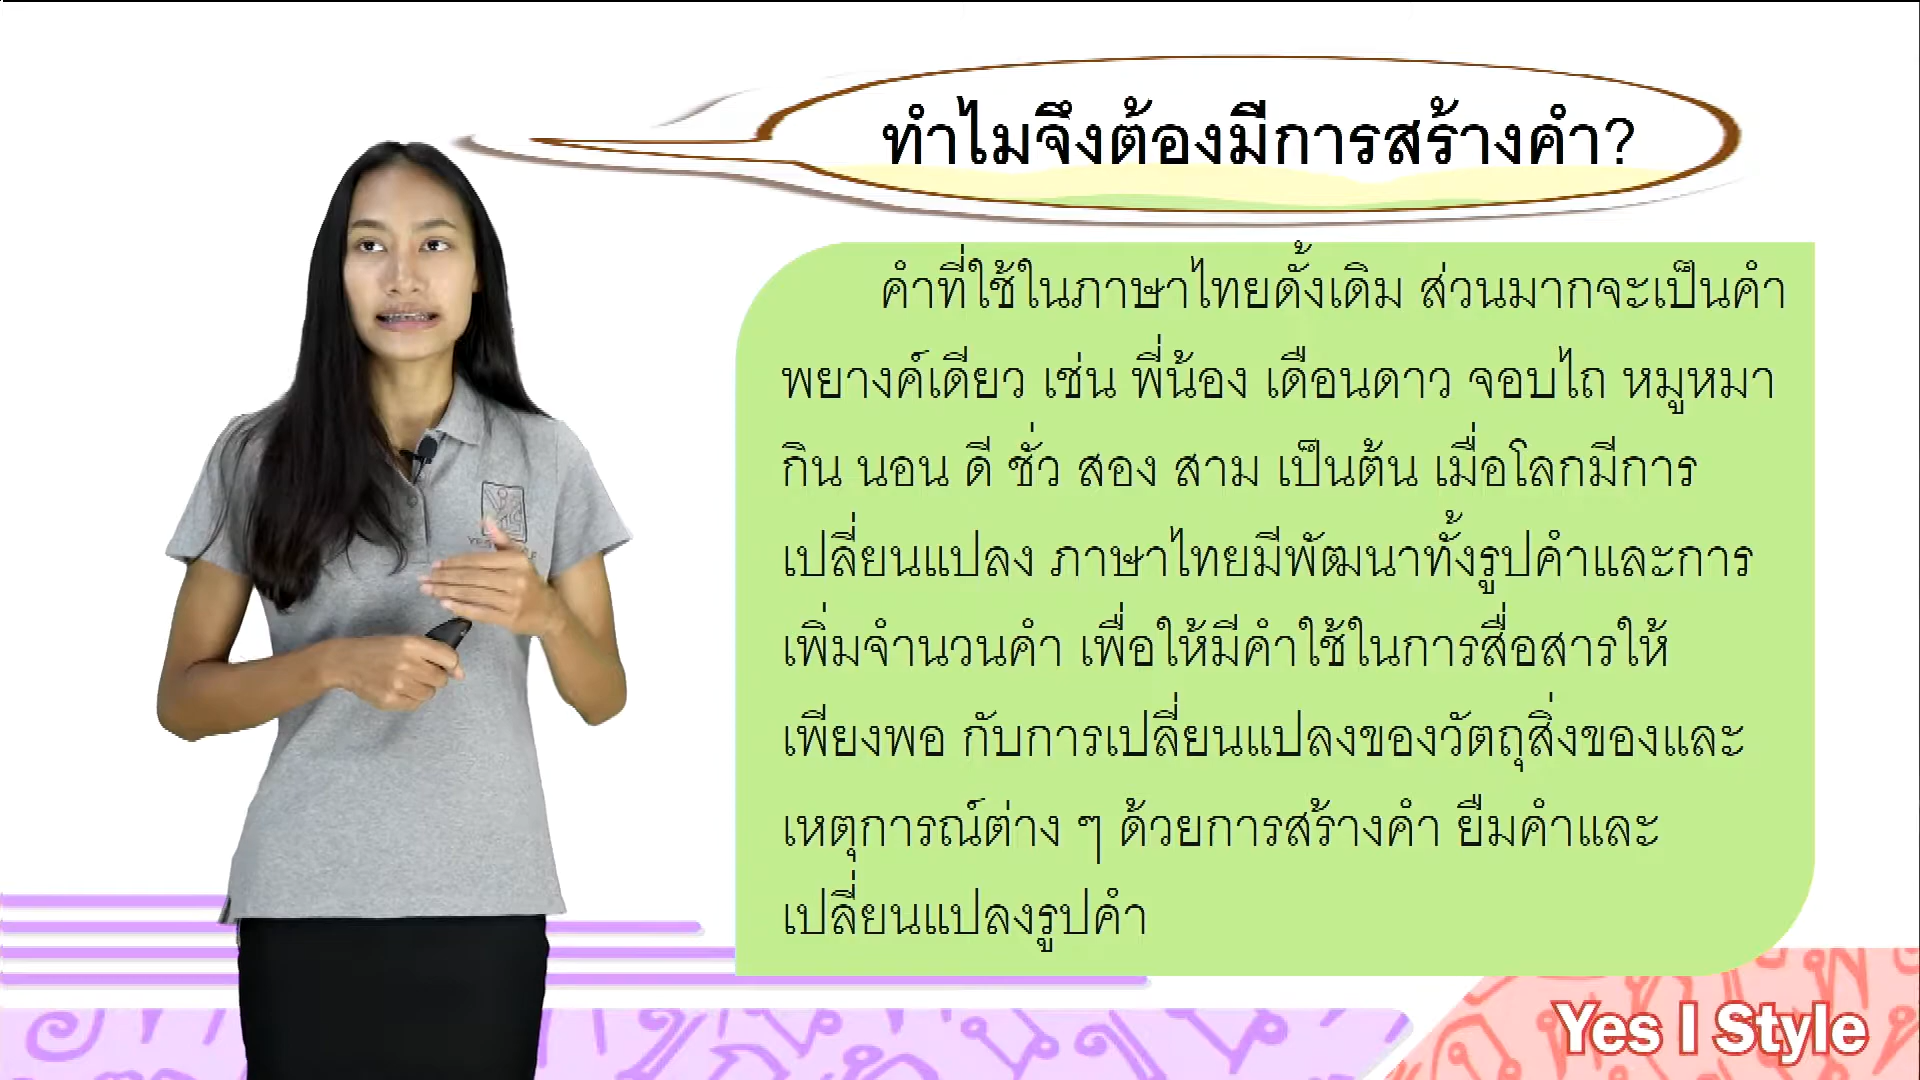 ทำไมจึงต้องมีการสร้างคำ?
คำที่ใช้ในภาษาไทยดั้งเดิม ส่วนมากจะเป็นคำ
พยางค์เดียว เช่น พี่น้อง เดือนดาว จอบไถ หมูหมา
กิน นอน ดี ชั่ว สอง สาม เป็นต้น เมื่อโลกมีการ
เปลี่ยนแปลง ภาษาไทยมีพัฒนาทั้งรูปคำและการ
เพิ่มจำนวนคำ เพื่อให้มีคำใช้ในการสื่อสารให้
เพียงพอ กับการเปลี่ยนแปลงของวัตถุสิ่งของและ
เหตุการณ์ต่าง ๆ ด้วยการสร้างคำ ยืมคำและ
เปลี่ยนแปลงรูปคำ
Yes I Style